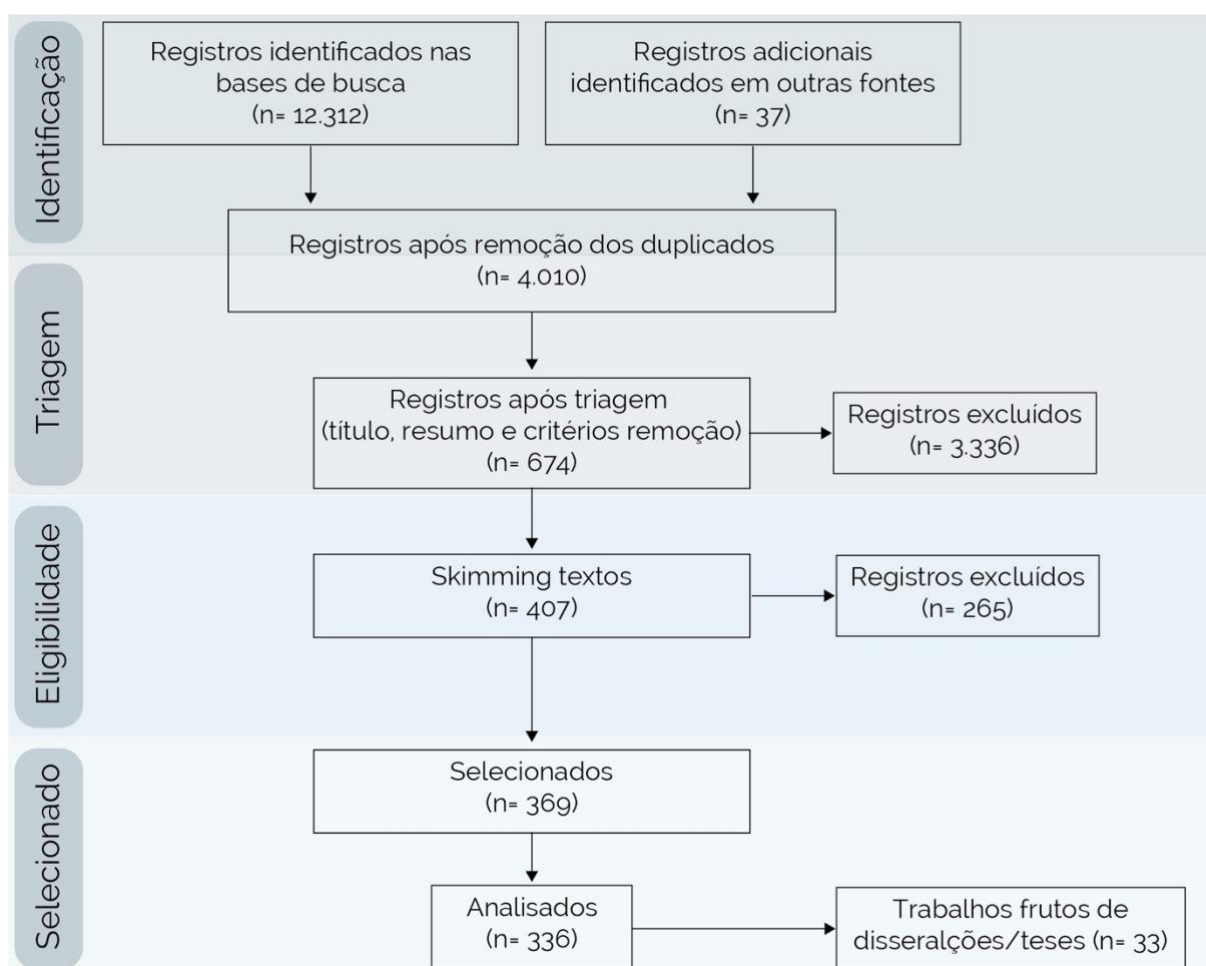 Identificação
Registros identificados nas
bases de busca
(n= 12.312)
Registros adicionais
identificados em outras fontes
(n= 37)
Registros após remoção dos duplicados
(n= 4.010)
Triagem
Registros após triagem
(título, resumo e critérios remoção)
(n= 674)
Registros excluídos
(n= 3.336)
Eligibilidade
Skimming textos
(n= 407)
Registros excluídos
(n= 265)
Selecionado
Selecionados
(n= 369)
Analisados
(n= 336)
Trabalhos frutos de
disseralções/teses (n= 33)